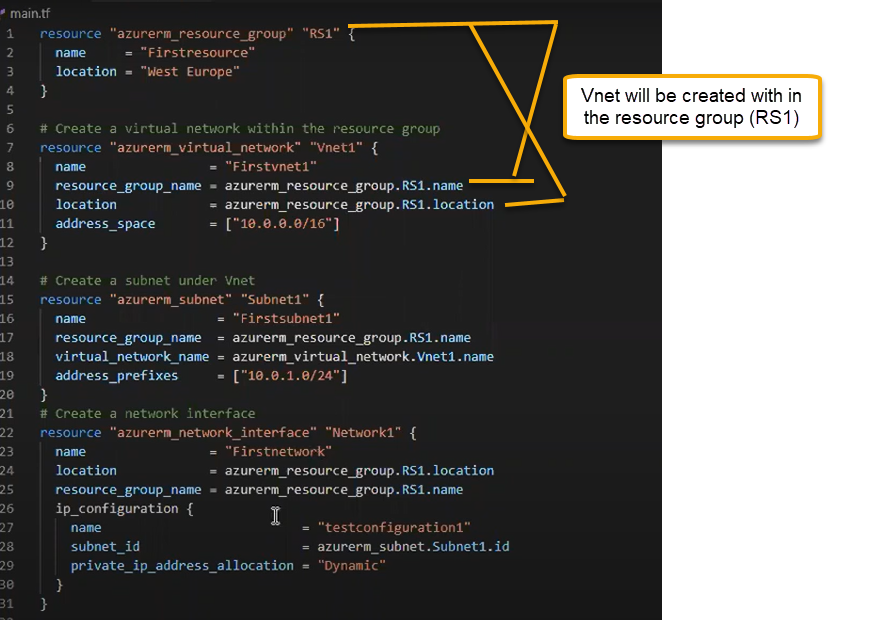 main.tf
1 resource "azurerm_resource_group" "RS1" {
2 name = "Firstresource"
3 location = "West Europe"
4 }
5
6 # Create a virtual network within the resource group
7 resource "azurerm_virtual_network" "Vnet1" {
8 name = "Firstvnet1"
9 resource_group_name = azurerm_resource_group.RS1.name
10 location = azurerm_resource_group.RS1.location
11 address_space = ["10.0.0.0/16"]
12 }
13
14 # Create a subnet under Vnet
15 resource "azurerm_subnet" "Subnet1" {
16 name = "Firstsubnet1"
17 resource_group_name = azurerm_resource_group.RS1.name
18 virtual_network_name = azurerm_virtual_network.Vnet1.name
19 address_prefixes = ["10.0.1.0/24"]
20 }
21 # Create a network interface
22 resource "azurerm_network_interface" "Network1" {
23 name = "Firstnetwork"
24 location = azurerm_resource_group.RS1.location
25 resource_group_name = azurerm_resource_group.RS1.name
26 ip_configuration {
27 name = "testconfiguration1"
28 subnet_id = azurerm_subnet.Subnet1.id
29 private_ip_address_allocation = "Dynamic"
30 }
31 }
Vnet will be created with in
the resource group (RS1)